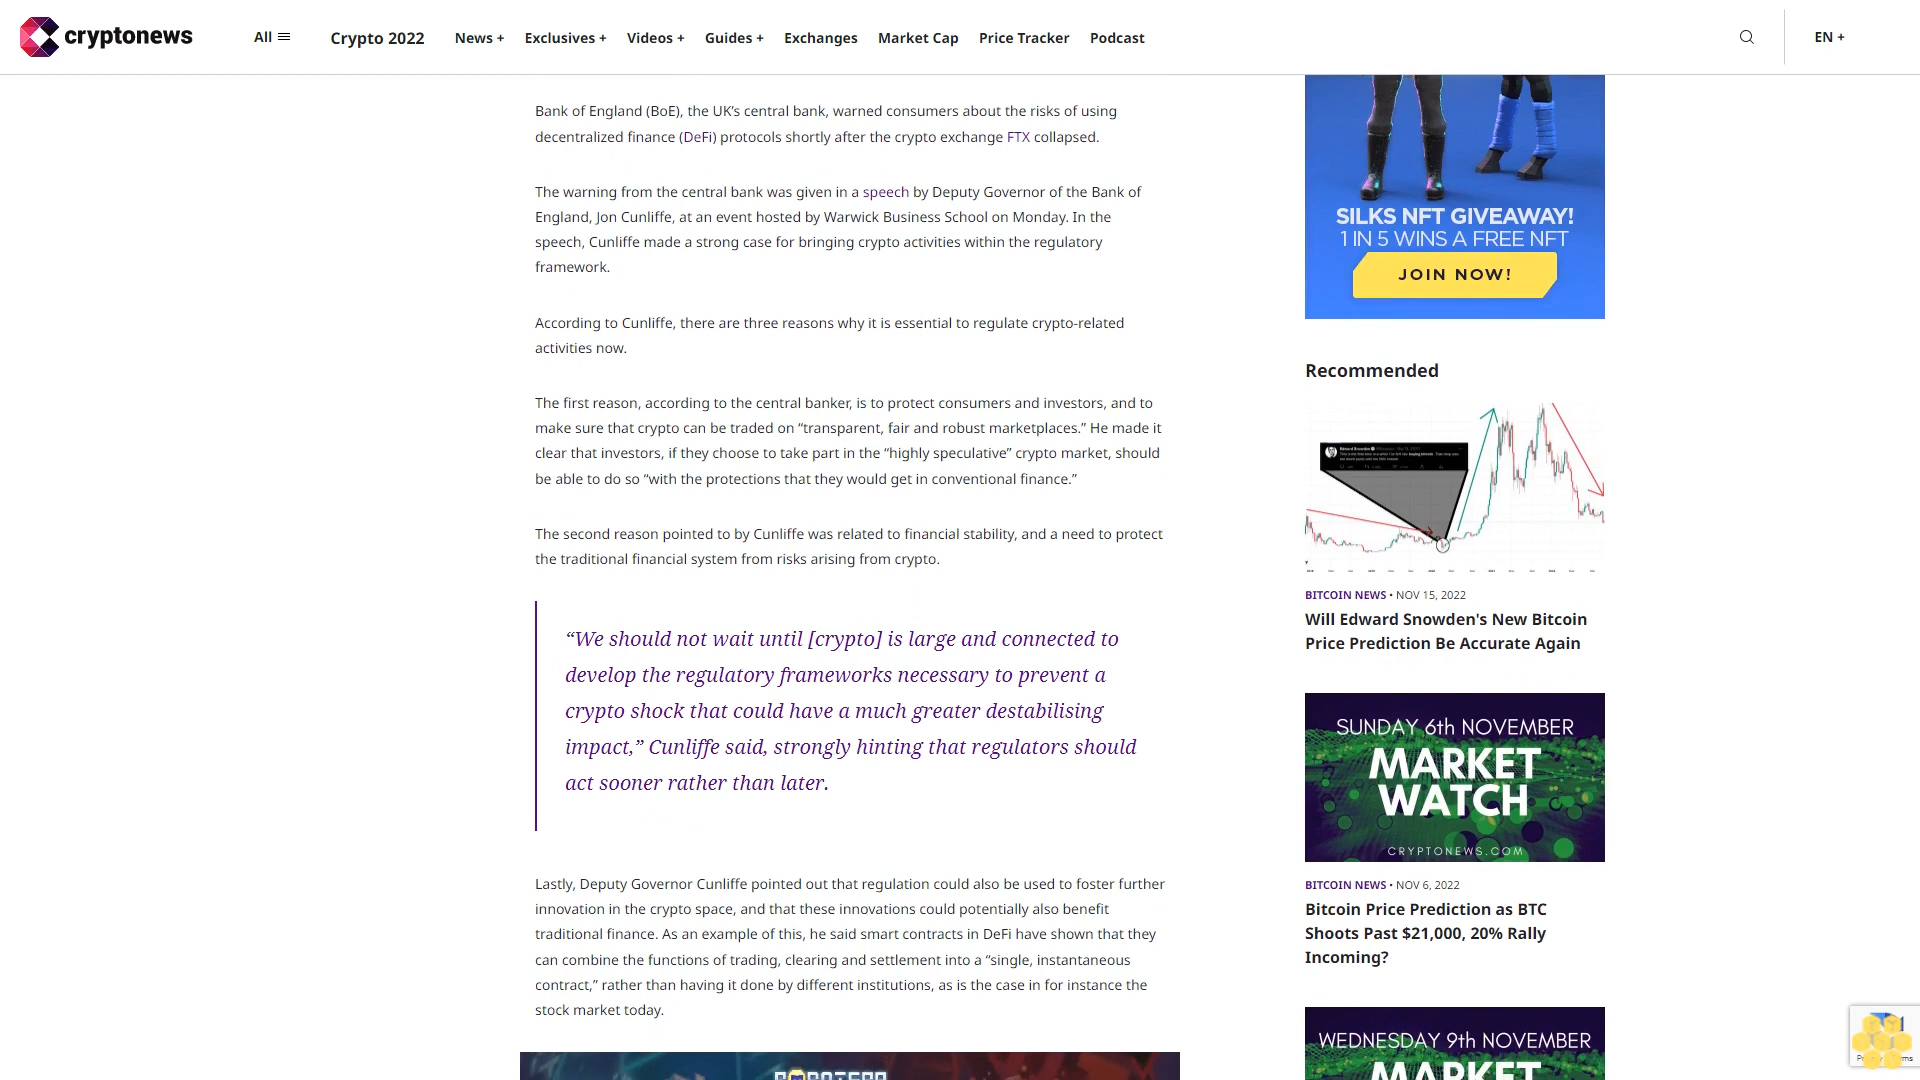 cryptonews
All
Crypto 2022
News +
Exclusives +
Videos +
Guides +
Exchanges
Market Cap
Price Tracker
Podcast
EN +
Bank of England (BoE), the UK’s central bank, warned consumers about the risks of using
decentralized finance (DeFi) protocols shortly after the crypto exchange FTX collapsed.
The warning from the central bank was given in a speech by Deputy Governor of the Bank of
England, Jon Cunliffe, at an event hosted by Warwick Business School on Monday. In the
speech, Cunliffe made a strong case for bringing crypto activities within the regulatory
framework.
According to Cunliffe, there are three reasons why it is essential to regulate crypto-related
activities now.
The first reason, according to the central banker, is to protect consumers and investors, and to
make sure that crypto can be traded on “transparent, fair and robust marketplaces.” He made it
clear that investors, if they choose to take part in the “highly speculative” crypto market, should
be able to do so “with the protections that they would get in conventional finance.”
The second reason pointed to by Cunliffe was related to financial stability, and a need to protect
the traditional financial system from risks arising from crypto.
“We should not wait until [crypto] is large and connected to
develop the regulatory frameworks necessary to prevent a
crypto shock that could have a much greater destabilising
impact,” Cunliffe said, strongly hinting that regulators should
act sooner rather than later.
Lastly, Deputy Governor Cunliffe pointed out that regulation could also be used to foster further
innovation in the crypto space, and that these innovations could potentially also benefit
traditional finance. As an example of this, he said smart contracts in DeFi have shown that they
can combine the functions of trading, clearing and settlement into a “single, instantaneous
contract,” rather than having it done by different institutions, as is the case in for instance the
stock market today.
SILKS NFT GIVEAWAY!
1 IN 5 WINS A FREE NFT
JOIN NOW!
Recommended
BITCOIN NEWS • NOV 15, 2022
Will Edward Snowden's New Bitcoin
Price Prediction Be Accurate Again
SUNDAY 6th NOVEMBER
MARKET
WATCH
CRYPTONEWS.COM
BITCOIN NEWS • NOV 6, 2022
Bitcoin Price Prediction as BTC
Shoots Past $21,000, 20% Rally
Incoming?
WEDNESDAY 9th NOVEMBER
MARKET